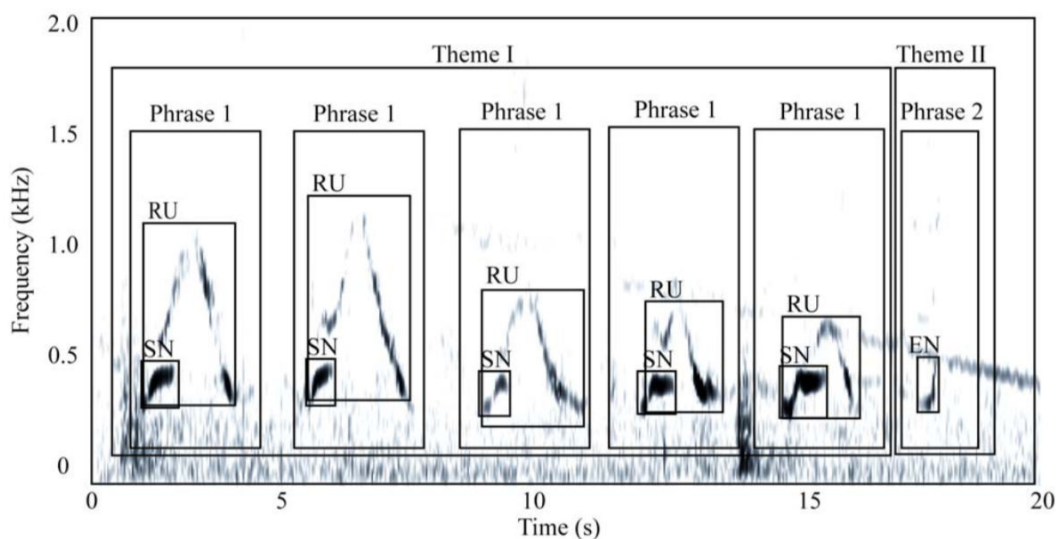 2.0
Theme I Theme II
Phrase 1 Phrase 1 Phrase 1 Phrase 1 Phrase 1 Phrase 2
1.5
RU RU
1.0
RU RU RU
0.5
SN SN SN SN SN EN
0
0 5 10 15 20
Frequency (kHz)
Time (s)